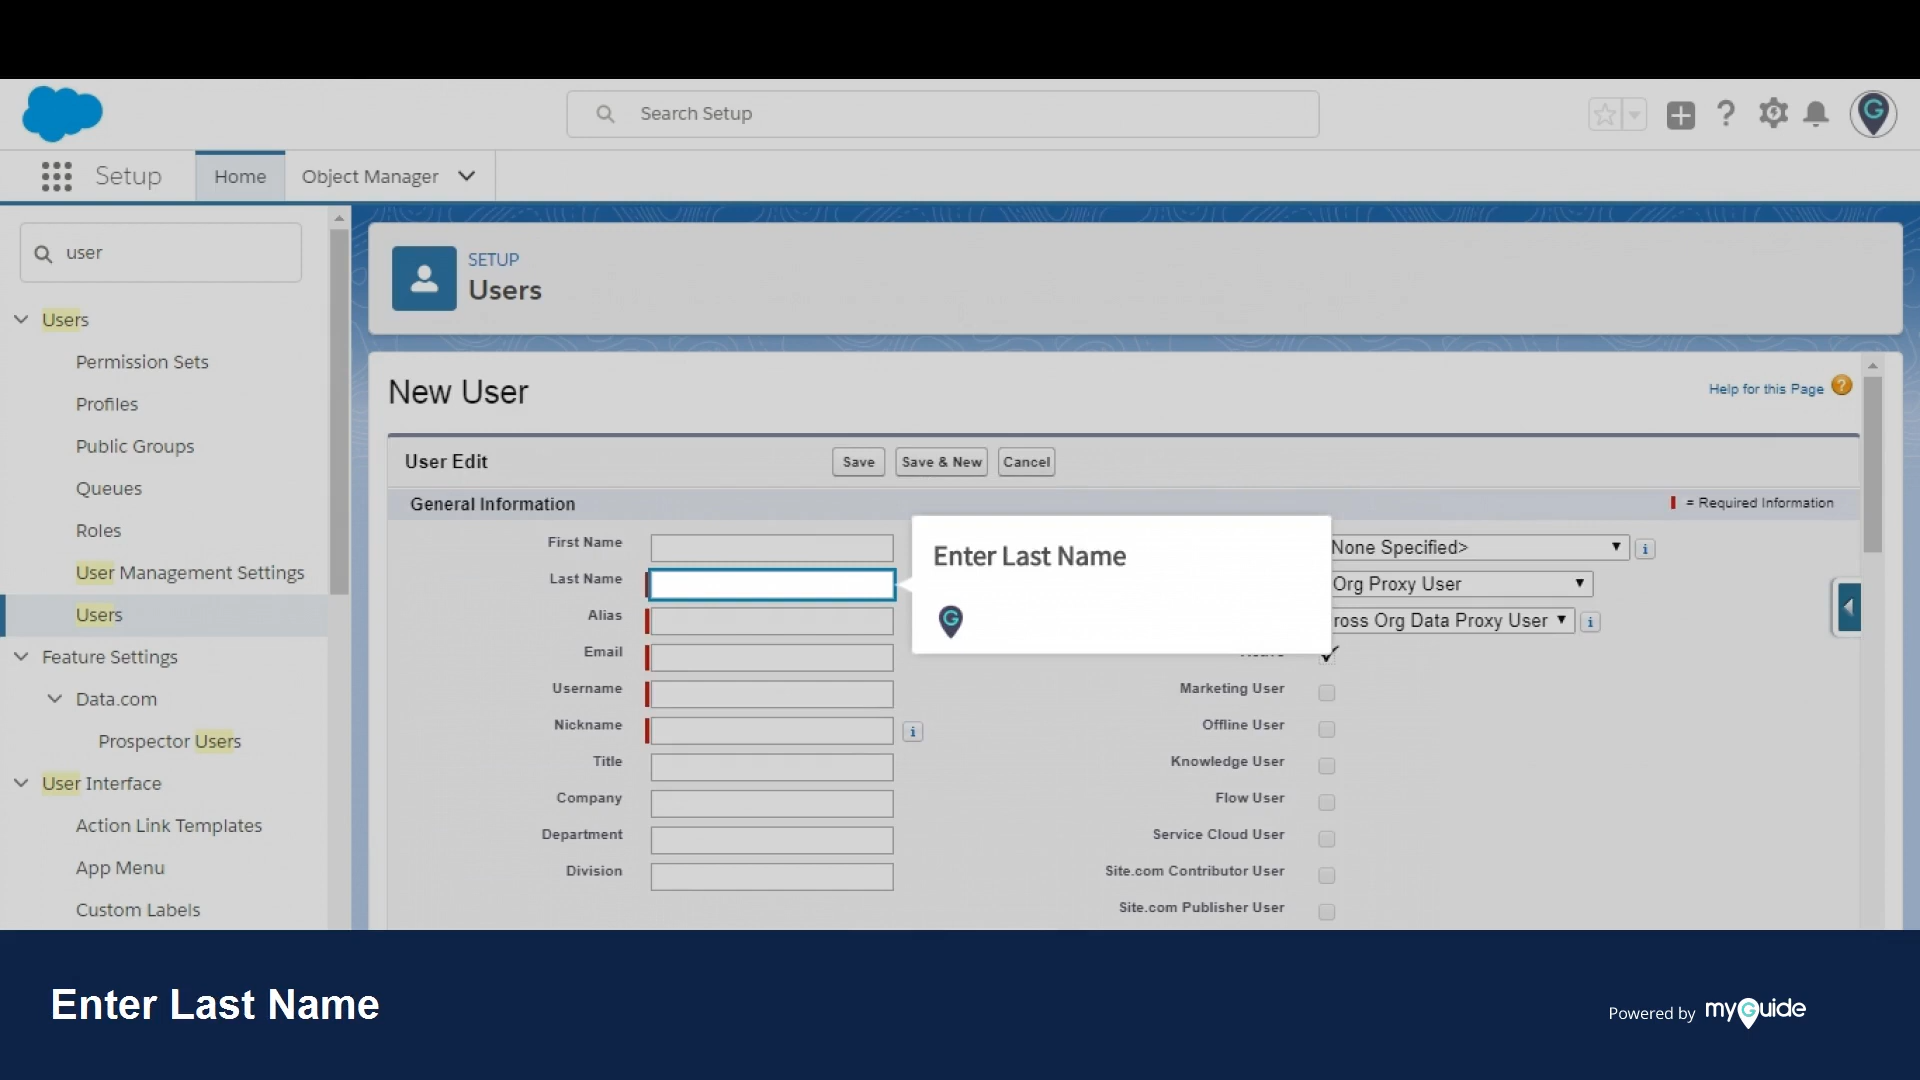 Search Setup
Setup
Home
Object Manager
user
Users
Permission Sets
Profiles
Public Groups
Queues
Roles
User Management Settings
Users
Feature Settings
Data.com
Prospector Users
User Interface
Action Link Templates
App Menu
Custom Labels
SETUP
Users
New User
Help for this Page
User Edit
Save
Save & New
Cancel
General Information
= Required Information
First Name
Last Name
Alias
Email
Username
Nickname
Title
Company
Department
Division
Enter Last Name
None Specified>
Org Proxy User
ross Org Data Proxy User
Marketing User
Offline User
Knowledge User
Flow User
Service Cloud User
Site.com Contributor User
Site.com Publisher User
Enter Last Name
Powered by myGuide